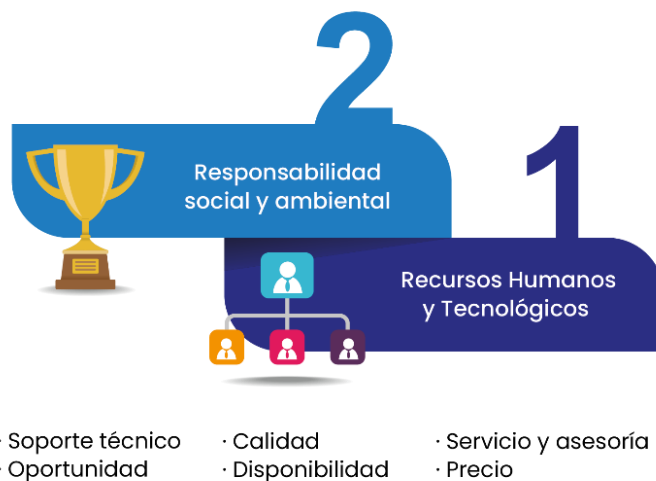 2
Responsabilidad
social y ambiental
1
Recursos Humanos
y Tecnológicos
· Soporte técnico
· Oportunidad
· Calidad
· Disponibilidad
· Servicio y asesoría
· Precio